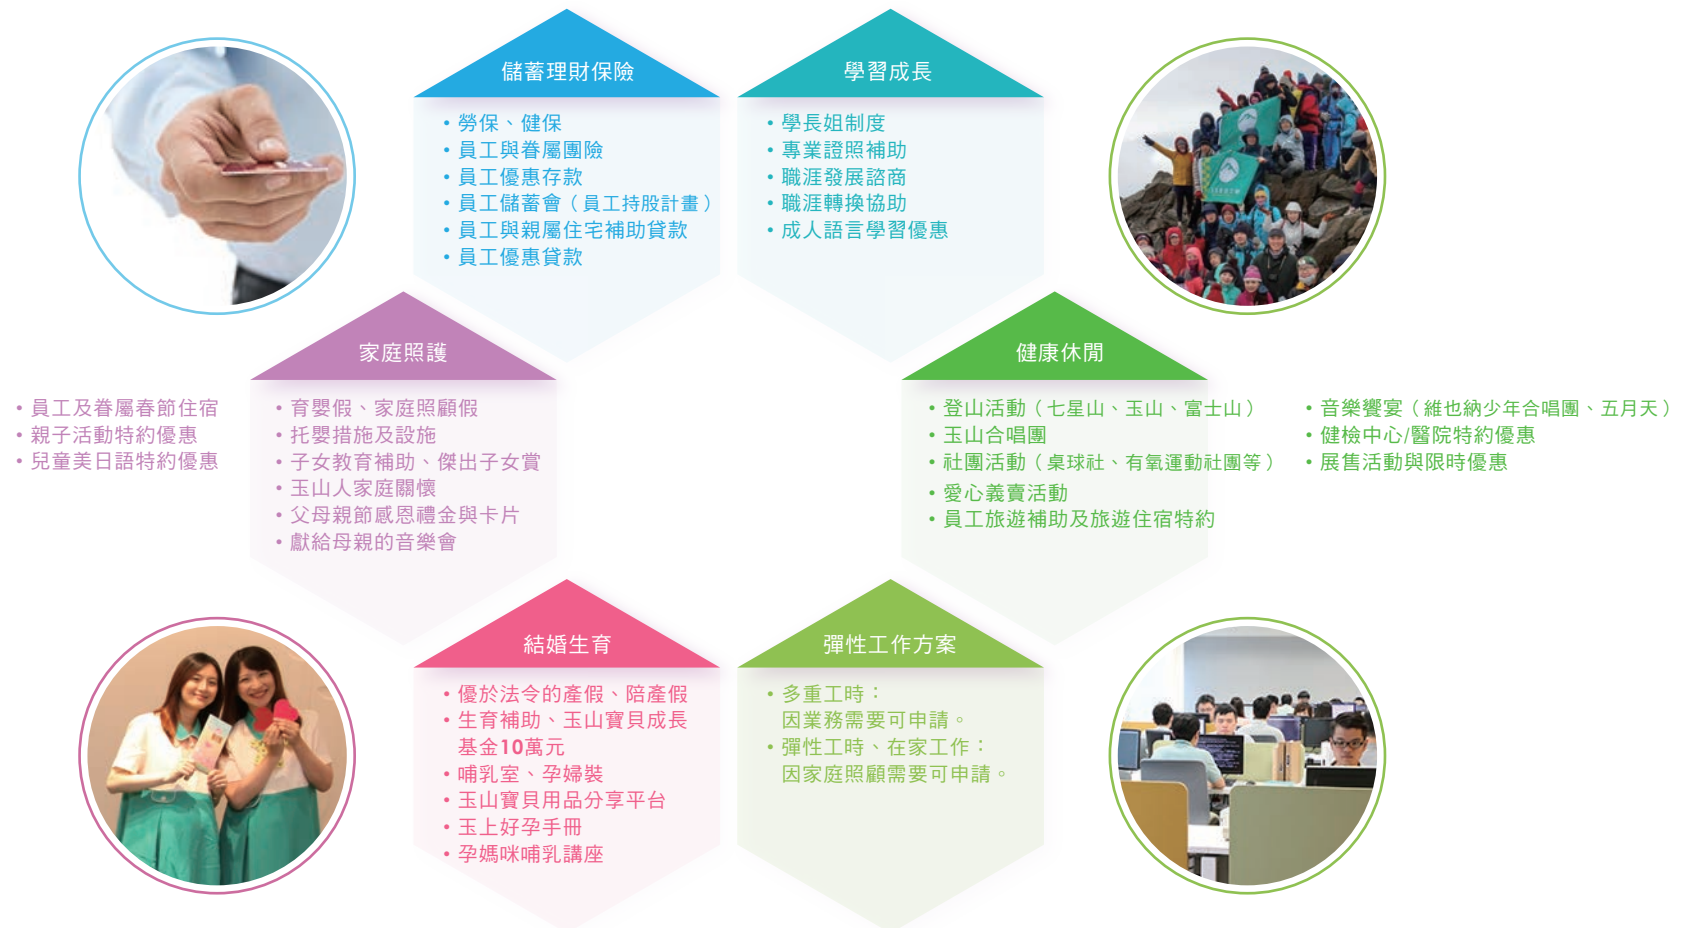 儲蓄理財保險
•勞保、健保
•員工與眷屬團險
•員工優惠存款
•員工儲蓄會（員工持股計畫）
•員工與親屬住宅補助貸款
•員工優惠貸款
學習成長
•學長姐制度
•專業證照補助
•職涯發展諮商
•職涯轉換協助
•成人語言學習優惠
家庭照護
•育嬰假、家庭照顧假
•托嬰措施及設施
•子女教育補助、傑出子女賞
•玉山人家庭關懷
•父母親節感恩禮金與卡片
•獻給母親的音樂會
•員工及眷屬春節住宿
•親子活動特約優惠
•兒童美日語特約優惠
健康休閒
•登山活動（七星山、玉山、富士山）
•玉山合唱團
•社團活動（桌球社、有氧運動社團等）
•愛心義賣活動
•員工旅遊補助及旅遊住宿特約
•音樂饗宴（維也納少年合唱團、五月天）
•健檢中心/醫院特約優惠
•展售活動與限時優惠
結婚生育
•優於法令的產假、陪產假
•生育補助、玉山寶貝成長
基金10萬元
•哺乳室、孕婦裝
•玉山寶貝用品分享平台
•玉上好孕手冊
•孕媽咪哺乳講座
彈性工作方案
•多重工時：
因業務需要可申請。
•彈性工時、在家工作：
因家庭照顧需要可申請。